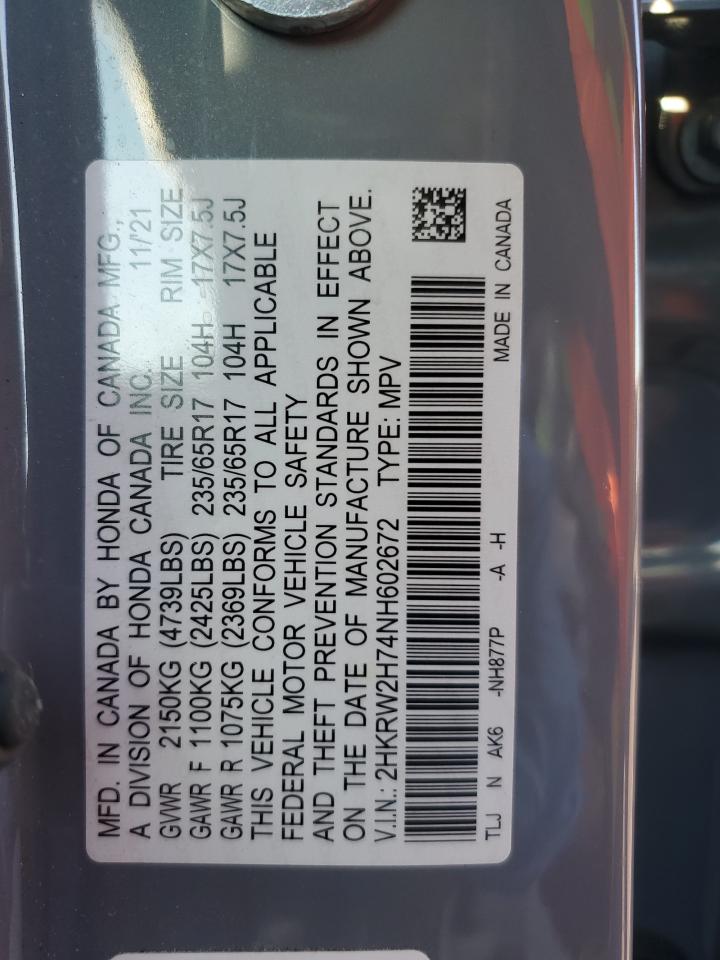 MFD. IN CANADA BY HONDA OF CANADA MFG.,
A DIVISION OF HONDA CANADA INC. 11/'21
GVWR 2150KG (4739LBS) TIRE SIZE RIM SIZE
GAWR F 1100KG (2425LBS) 235/65R17 104H 17X7.5J
GAWR R 1075KG (2369LBS) 235/65R17 104H 17X7.5J
THIS VEHICLE CONFORMS TO ALL APPLICABLE
FEDERAL MOTOR VEHICLE SAFETY
AND THEFT PREVENTION STANDARDS IN EFFECT
ON THE DATE OF MANUFACTURE SHOWN ABOVE.
V.I.N.: 2HKRW2H74NH602672 TYPE: MPV
TLJ N AK6 -NH877P -A -H
MADE IN CANADA